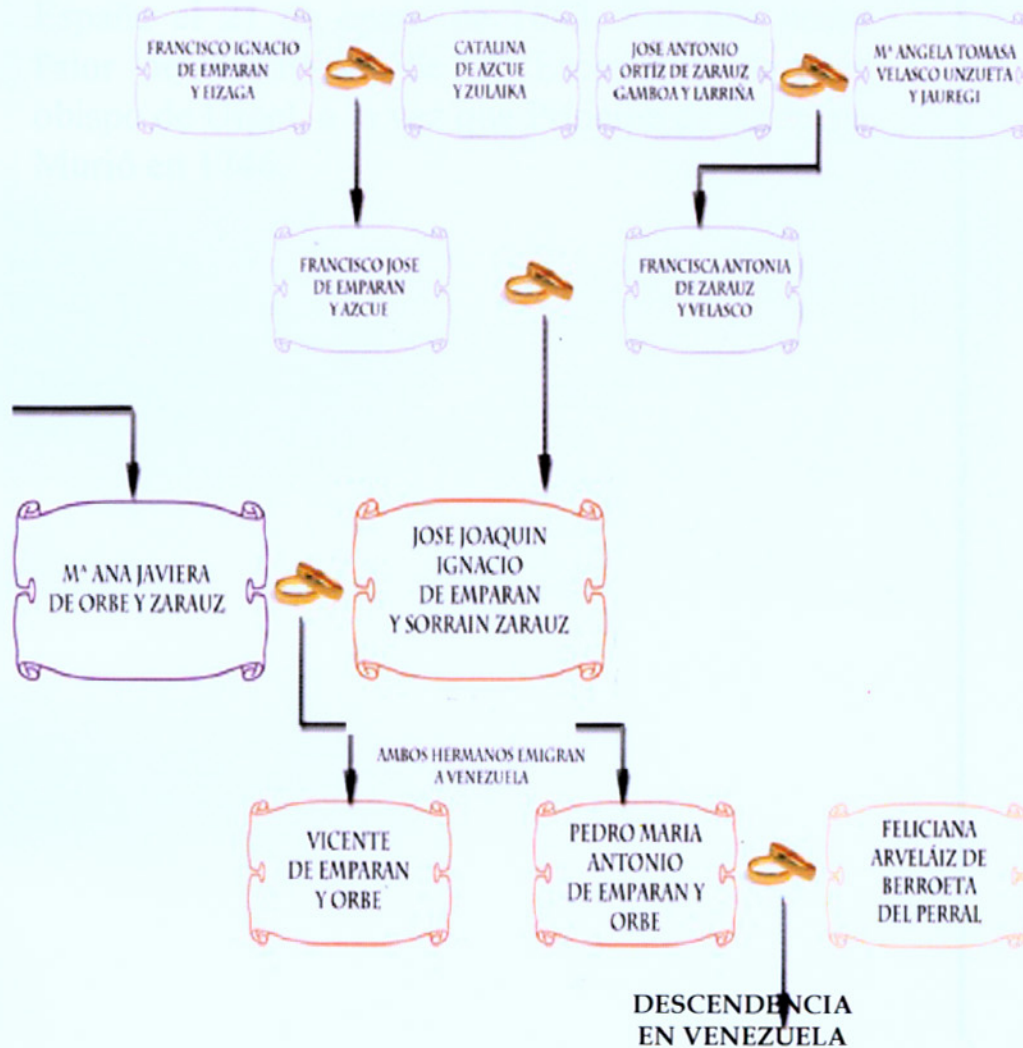 FRANCISCO IGNACIO
DE EMPARAN
Y EIZAGA
CATALINA
DE AZCUE
Y ZULAIKA
JOSE ANTONIO
ORTÍZ DE ZARAUZ
GAMBOA Y LARRIÑA
Mª ANGELA TOMASA
VELASCO UNZUETA
Y JAUREGI
FRANCISCO JOSE
DE EMPARAN
Y AZCUE
FRANCISCA ANTONIA
DE ZARAUZ
Y VELASCO
Mª ANA JAVIERA
DE ORBE Y ZARAUZ
JOSE JOAQUIN
IGNACIO
DE EMPARAN
Y SORRAIN ZARAUZ
AMBOS HERMANOS EMIGRAN
A VENEZUELA
VICENTE
DE EMPARAN
Y ORBE
PEDRO MARIA
ANTONIO
DE EMPARAN Y
ORBE
FELICIANA
ARVELÁIZ DE
BERROETA
DEL PERRAL
DESCENDENCIA
EN VENEZUELA